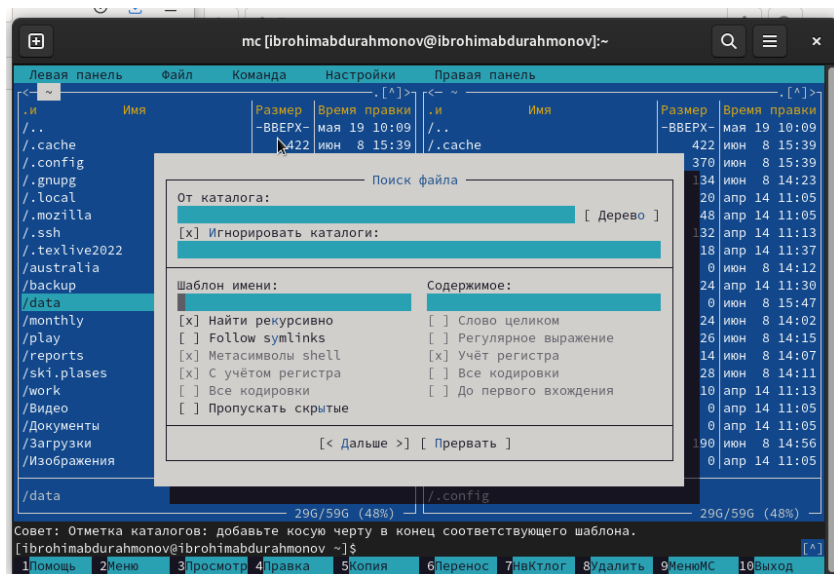 mc [ibrohimabdurahmonov@ibrohimabdurahmonov]:~
Левая панель Файл Команда Настройки Правая панель
<— ~ .[^]> <— ~ .[^]>
.и Имя Размер Время правки .и Имя Размер Время правки
/.. -ВВЕРХ- мая 19 10:09 /.. -ВВЕРХ- мая 19 10:09
/.cache 422 июн 8 15:39 /.cache 422 июн 8 15:39
/.config 370 июн 8 15:39
/.gnupg 134 июн 8 14:23
/.local 20 апр 14 11:05
/.mozilla 48 апр 14 11:05
/.ssh 132 апр 14 11:13
/.texlive2022 18 апр 14 11:37
/australia 0 июн 8 14:12
/backup 24 апр 14 11:30
/data 0 июн 8 15:47
/monthly 24 июн 8 14:02
/play 26 июн 8 14:15
/reports 14 июн 8 14:07
/ski.plases 28 июн 8 14:11
/work 10 апр 14 11:13
/Видео 0 апр 14 11:05
/Документы 0 апр 14 11:05
/Загрузки 190 июн 8 14:56
/Изображения 0 апр 14 11:05
Поиск файла
От каталога:
[ Дерево ]
[x] Игнорировать каталоги:
Шаблон имени: Содержимое:
[x] Найти рекурсивно [ ] Слово целиком
[ ] Follow symlinks [ ] Регулярное выражение
[x] Метасимволы shell [x] Учёт регистра
[x] С учётом регистра [ ] Все кодировки
[ ] Все кодировки [ ] До первого вхождения
[ ] Пропускать скрытые
[< Дальше >] [ Прервать ]
/data /.config
29G/59G (48%) 29G/59G (48%)
Совет: Отметка каталогов: добавьте косую черту в конец соответствующего шаблона.
[ibrohimabdurahmonov@ibrohimabdurahmonov ~]$ [^]
1Помощь 2Меню 3Просмотр 4Правка 5Копия 6Перенос 7НвКтлог 8Удалить 9МенюMC 10Выход